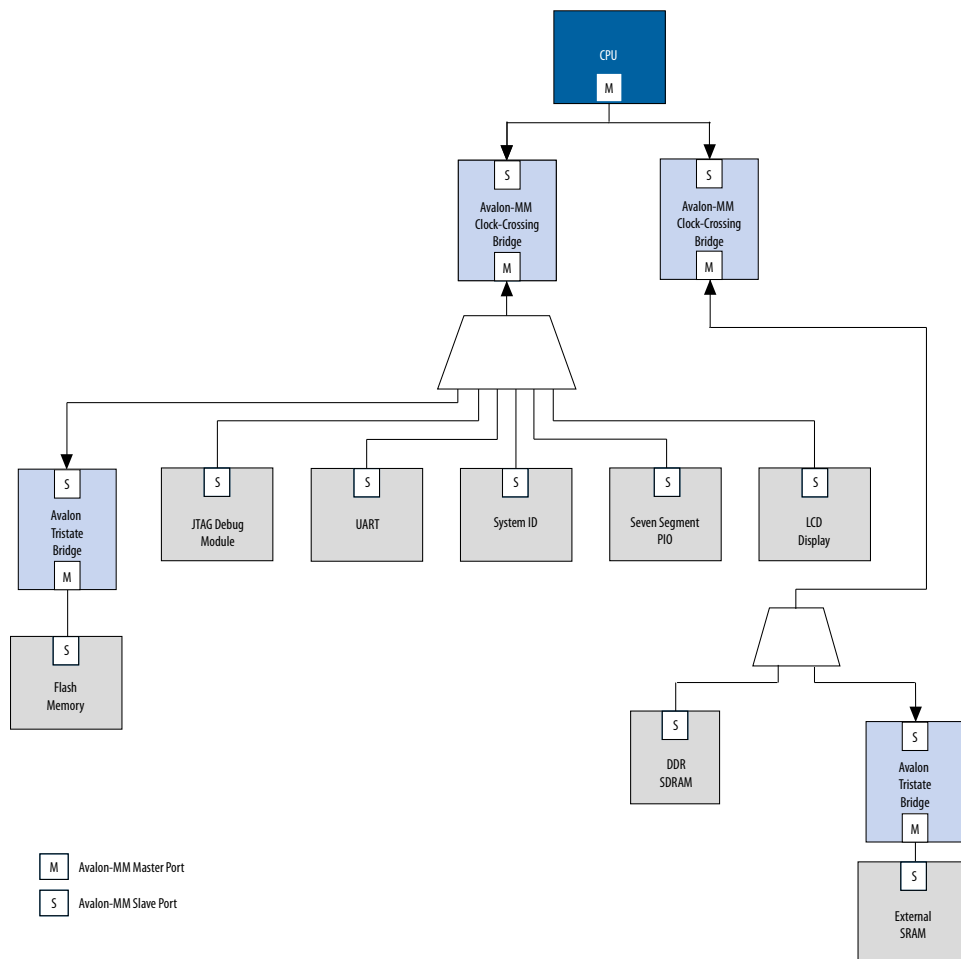 CPU
M
S
Avalon-MM
Clock-Crossing
Bridge
M
S
Avalon-MM
Clock-Crossing
Bridge
M
S
Avalon
Tristate
Bridge
M
S
JTAG Debug
Module
S
UART
S
System ID
S
Seven Segment
PIO
S
LCD
Display
S
Flash
Memory
S
DDR
SDRAM
S
Avalon
Tristate
Bridge
M
S
External
SRAM
M Avalon-MM Master Port
S Avalon-MM Slave Port